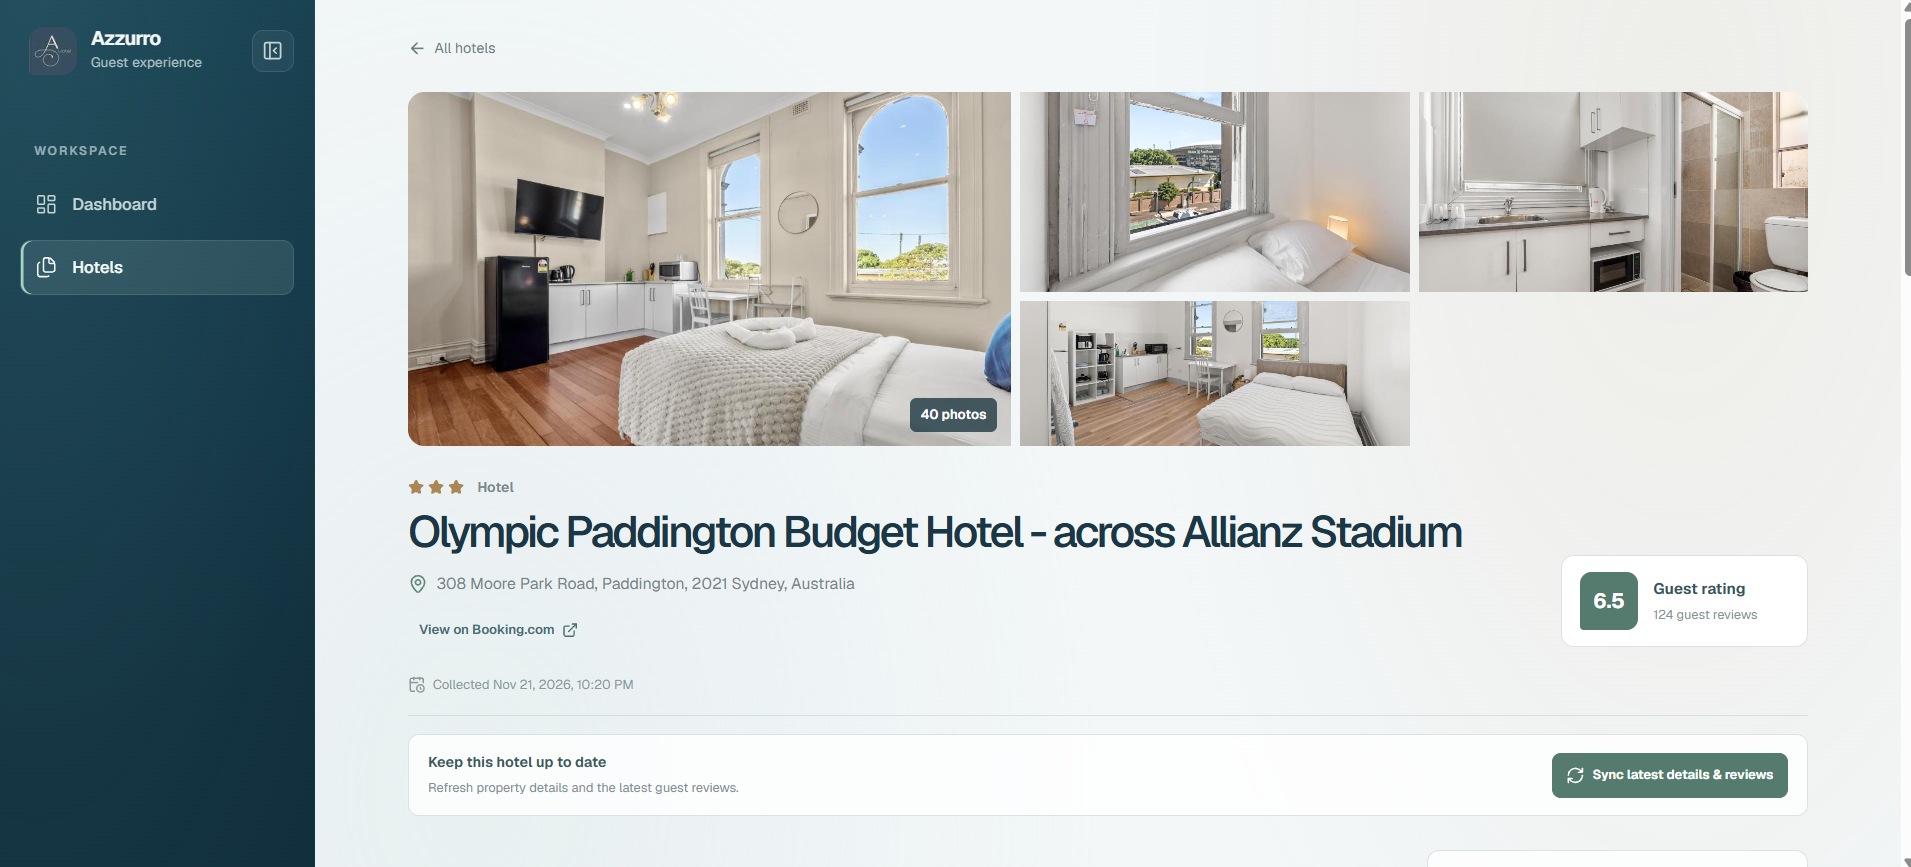 Azzurro
Guest experience
WORKSPACE
Dashboard
Hotels
All hotels
40 photos
Hotel
Olympic Paddington Budget Hotel - across Allianz Stadium
308 Moore Park Road, Paddington, 2021 Sydney, Australia
View on Booking.com
Collected Nov 21, 2026, 10:20 PM
6.5
Guest rating
124 guest reviews
Keep this hotel up to date
Refresh property details and the latest guest reviews.
Sync latest details & reviews